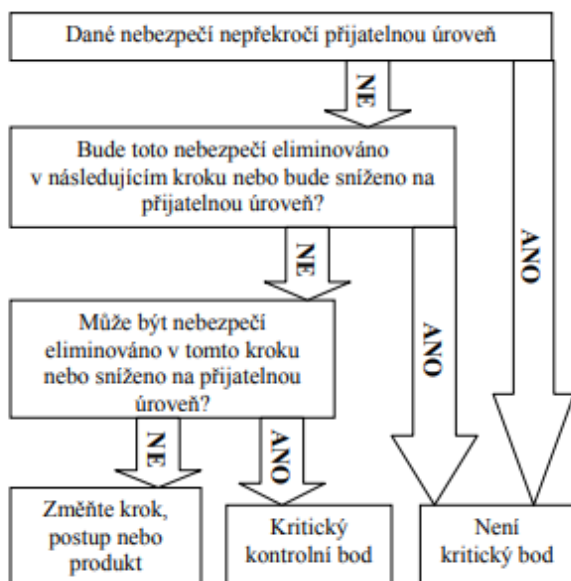 Dané nebezpečí nepřekročí přijatelnou úroveň
NE
Bude toto nebezpečí eliminováno
v následujícím kroku nebo bude sníženo na
přijatelnou úroveň?
ANO
NE
Může být nebezpečí
eliminováno v tomto kroku
nebo sníženo na přijatelnou
úroveň?
ANO
NE
ANO
Změňte krok,
postup nebo
produkt
Kritický
kontrolní bod
Není
kritický bod